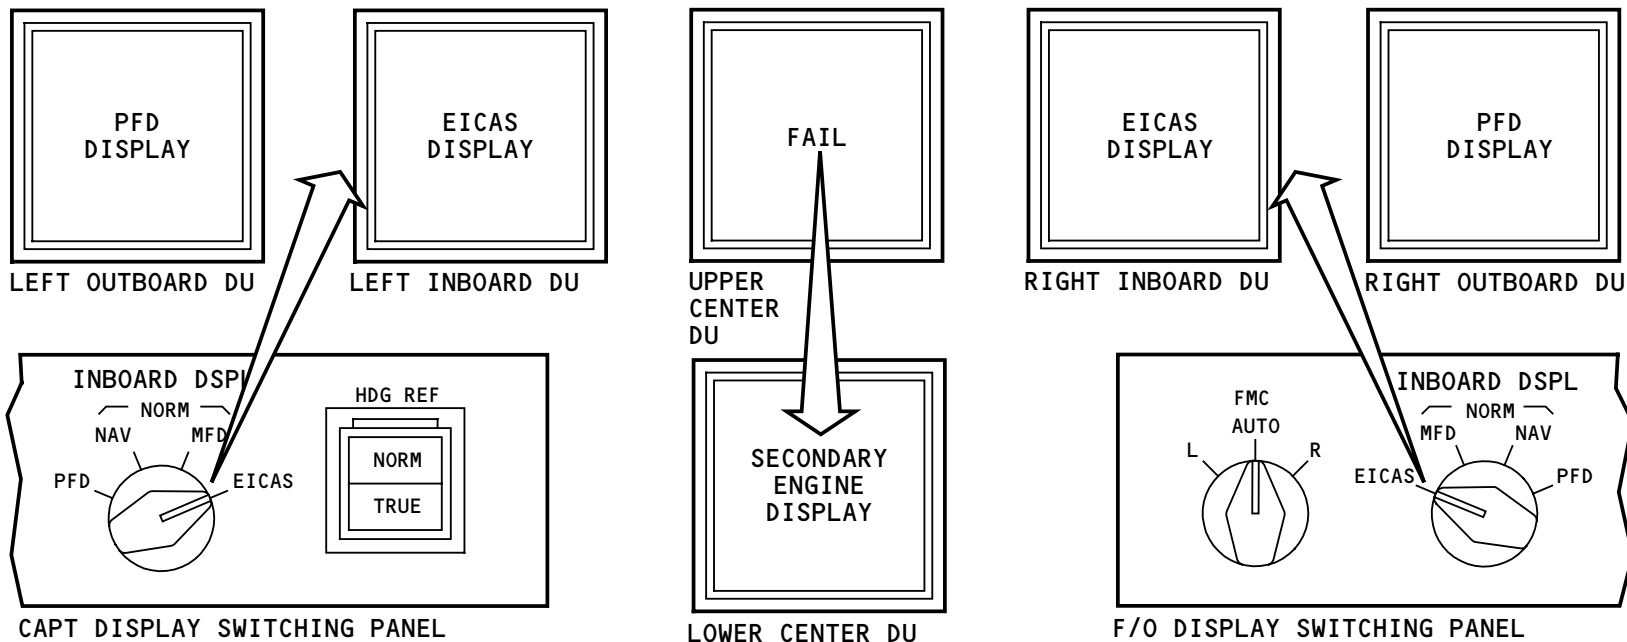 PFD
DISPLAY
LEFT OUTBOARD DU
EICAS
DISPLAY
LEFT INBOARD DU
FAIL
UPPER
CENTER
DU
EICAS
DISPLAY
RIGHT INBOARD DU
PFD
DISPLAY
RIGHT OUTBOARD DU
INBOARD DSPL
NORM
NAV
MFD
PFD
EICAS
HDG REF
NORM
TRUE
CAPT DISPLAY SWITCHING PANEL
SECONDARY
ENGINE
DISPLAY
LOWER CENTER DU
FMC
AUTO
L
R
INBOARD DSPL
NORM
MFD
NAV
EICAS
PFD
F/O DISPLAY SWITCHING PANEL